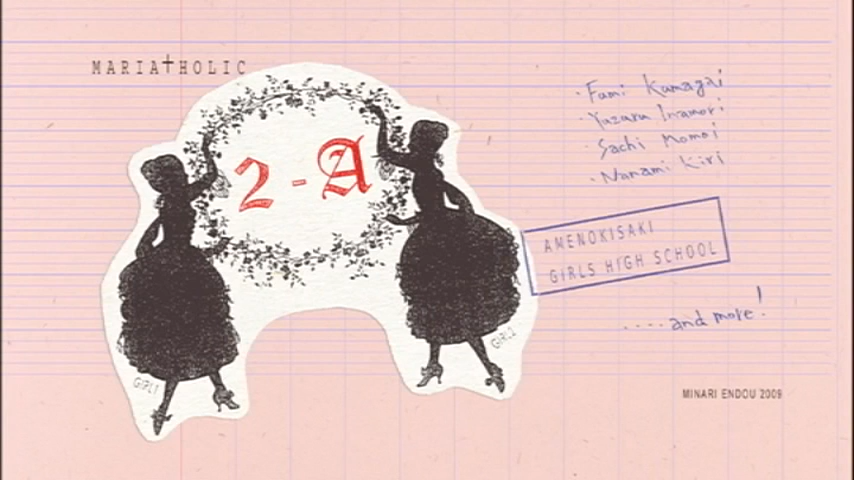 MARIA†HOLIC
2-A
GIRL1
GIRL2
· Fumi Kumagai
· Yuzuru Inamori
· Sachi Momoi
· Nanami Kiri
AMENOKISAKI
GIRLS HIGH SCHOOL
.....and more!
MINARI ENDOU 2009